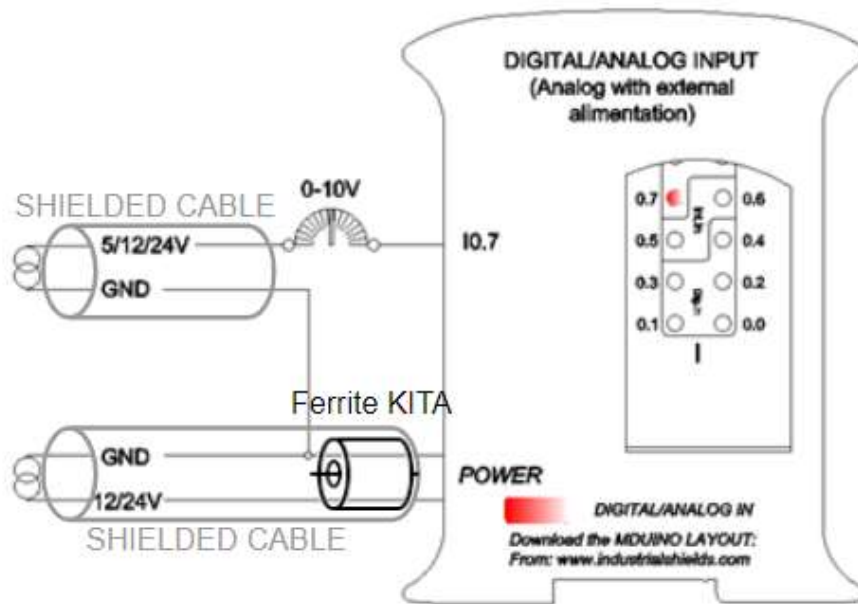 DIGITAL/ANALOG INPUT
(Analog with external
alimentation)
0-10V
SHIELDED CABLE
5/12/24V
I0.7
GND
0.7
0.6
0.5
0.4
0.3
0.2
0.1
0.0
I
Ferrite KITA
GND
POWER
12/24V
SHIELDED CABLE
DIGITAL/ANALOG IN
Download the MDUINO LAYOUT:
From: www.industrialshields.com